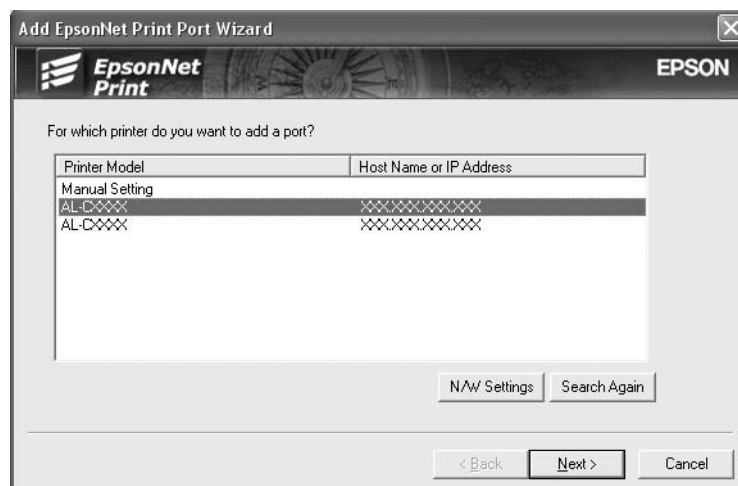 Add EpsonNet Print Port Wizard
EpsonNet
Print
EPSON
For which printer do you want to add a port?
Printer Model Host Name or IP Address
Manual Setting
AL-CXXXX XXX.XXX.XXX.XXX
AL-CXXXX XXX.XXX.XXX.XXX
N/W Settings Search Again
< Back Next > Cancel